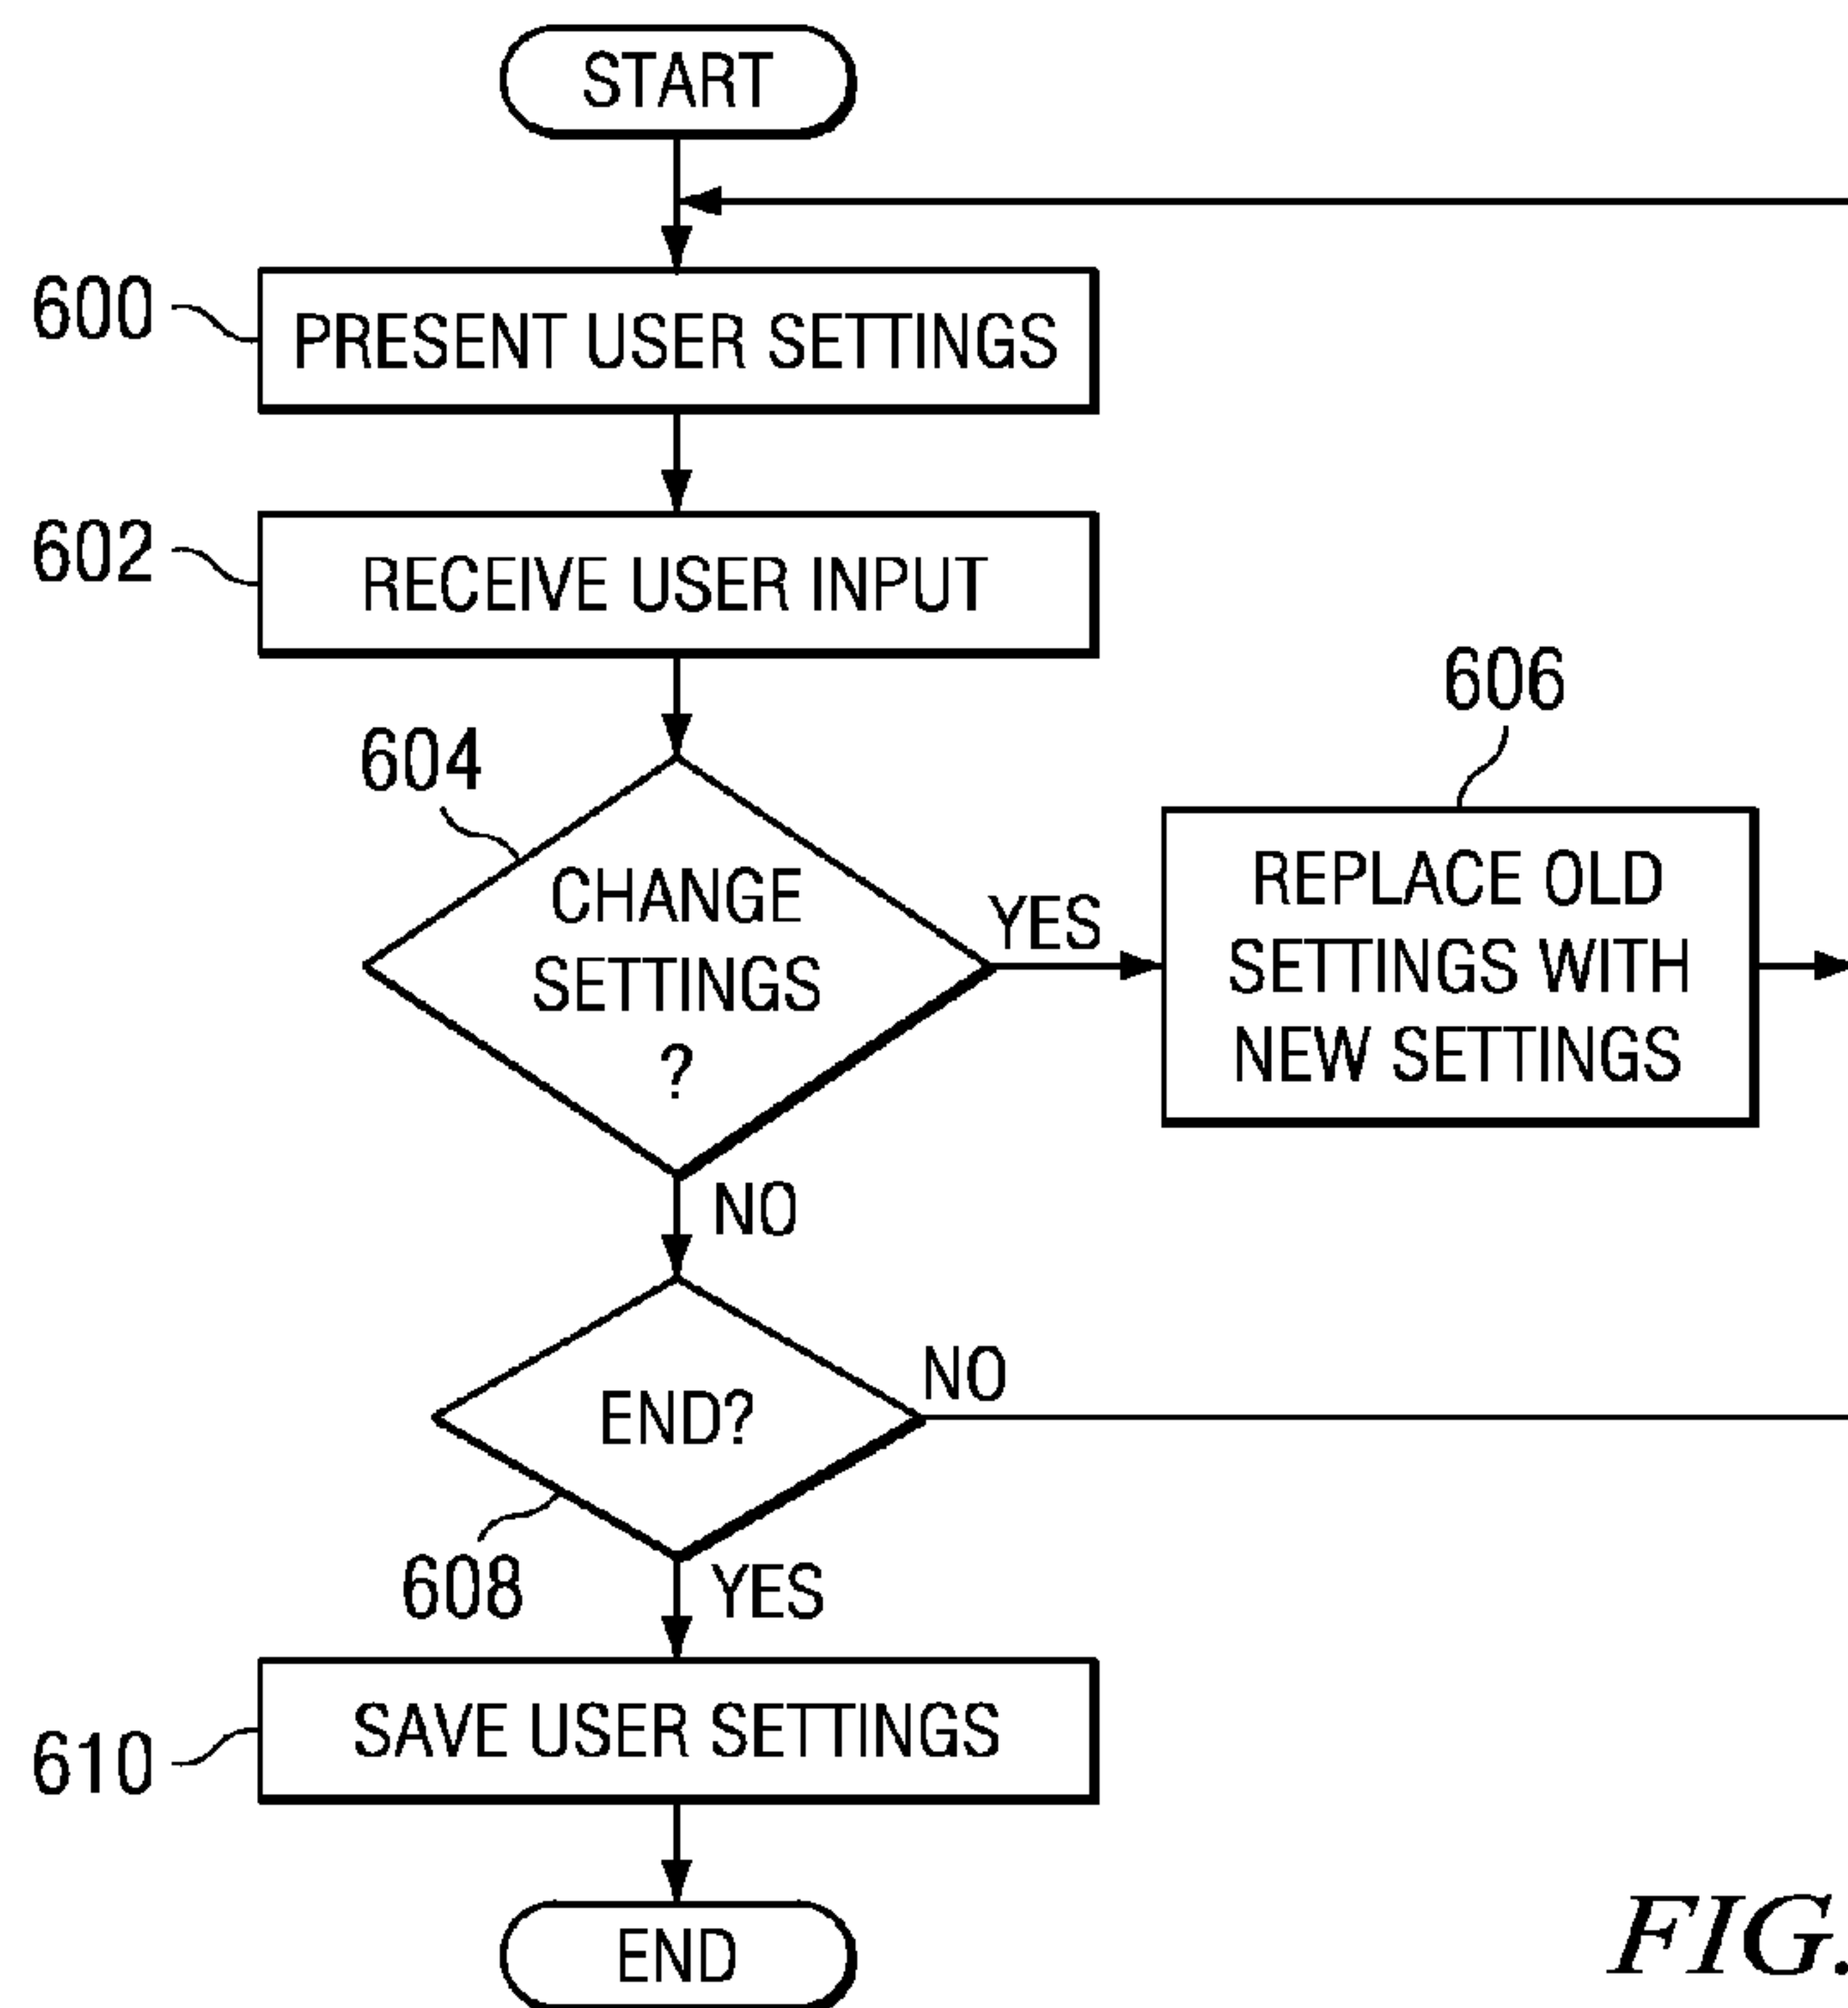 START
600
PRESENT USER SETTINGS
602
RECEIVE USER INPUT
604
CHANGE
SETTINGS
?
YES
606
REPLACE OLD
SETTINGS WITH
NEW SETTINGS
NO
END?
NO
608
YES
610
SAVE USER SETTINGS
END
FIG.